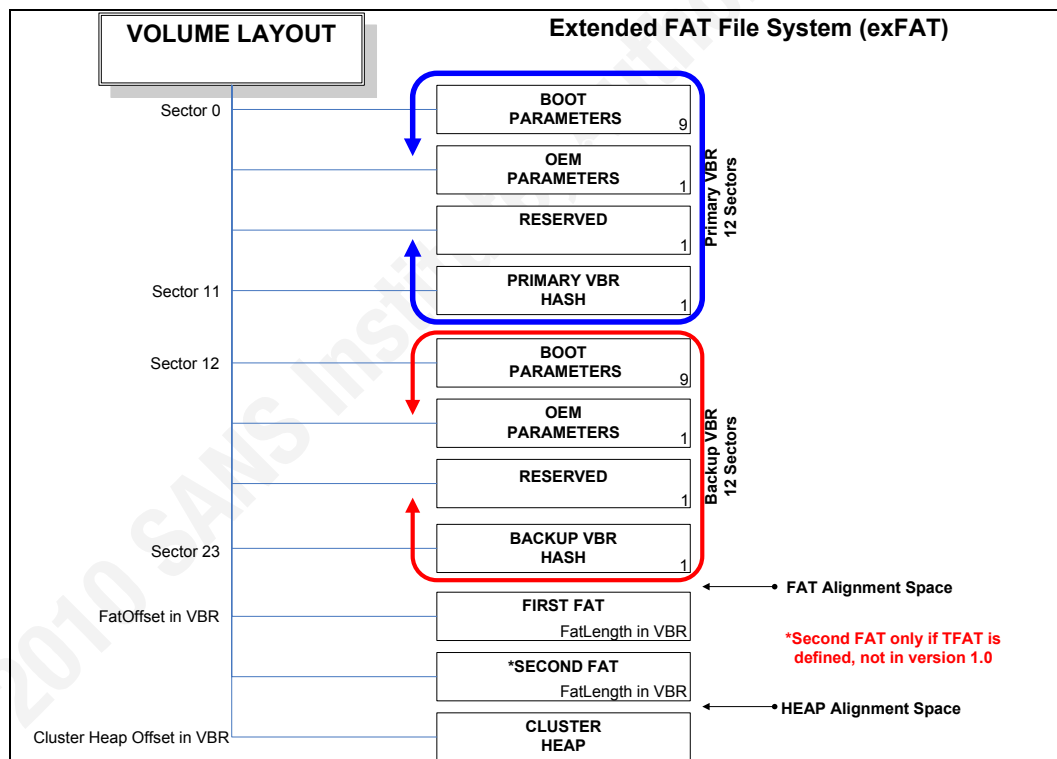 VOLUME LAYOUT
Extended FAT File System (exFAT)
Sector 0
BOOT
PARAMETERS
9
OEM
PARAMETERS
1
RESERVED
1
Sector 11
PRIMARY VBR
HASH
1
Primary VBR
12 Sectors
Sector 12
BOOT
PARAMETERS
9
OEM
PARAMETERS
1
RESERVED
1
Sector 23
BACKUP VBR
HASH
1
Backup VBR
12 Sectors
FAT Alignment Space
FatOffset in VBR
FIRST FAT
FatLength in VBR
*Second FAT only if TFAT is
defined, not in version 1.0
*SECOND FAT
FatLength in VBR
HEAP Alignment Space
Cluster Heap Offset in VBR
CLUSTER
HEAP
2010 SANS Institute